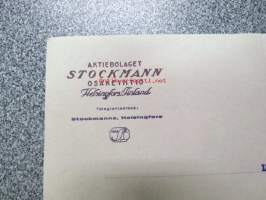 AKTIEBOLAGET
STOCKMANN
OSAKEYHTIÖ
Helsingfors, Finland
Telegramadress:
Stockmanns, Helsingfors